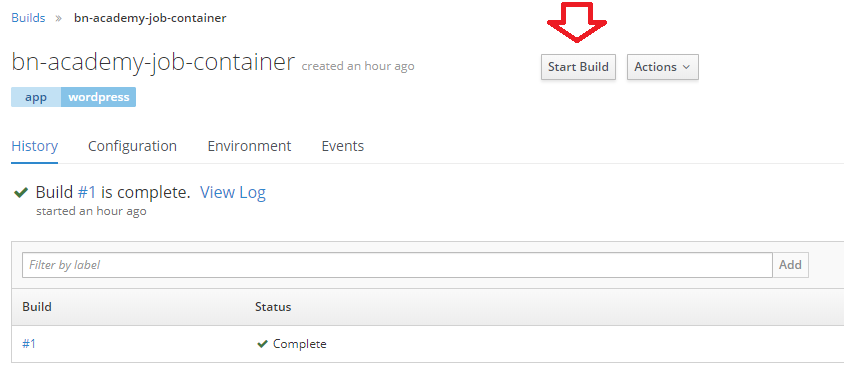 Builds » bn-academy-job-container
bn-academy-job-container created an hour ago
Start Build Actions
app wordpress
History Configuration Environment Events
Build #1 is complete. View Log
started an hour ago
Filter by label Add
Build Status
#1 Complete